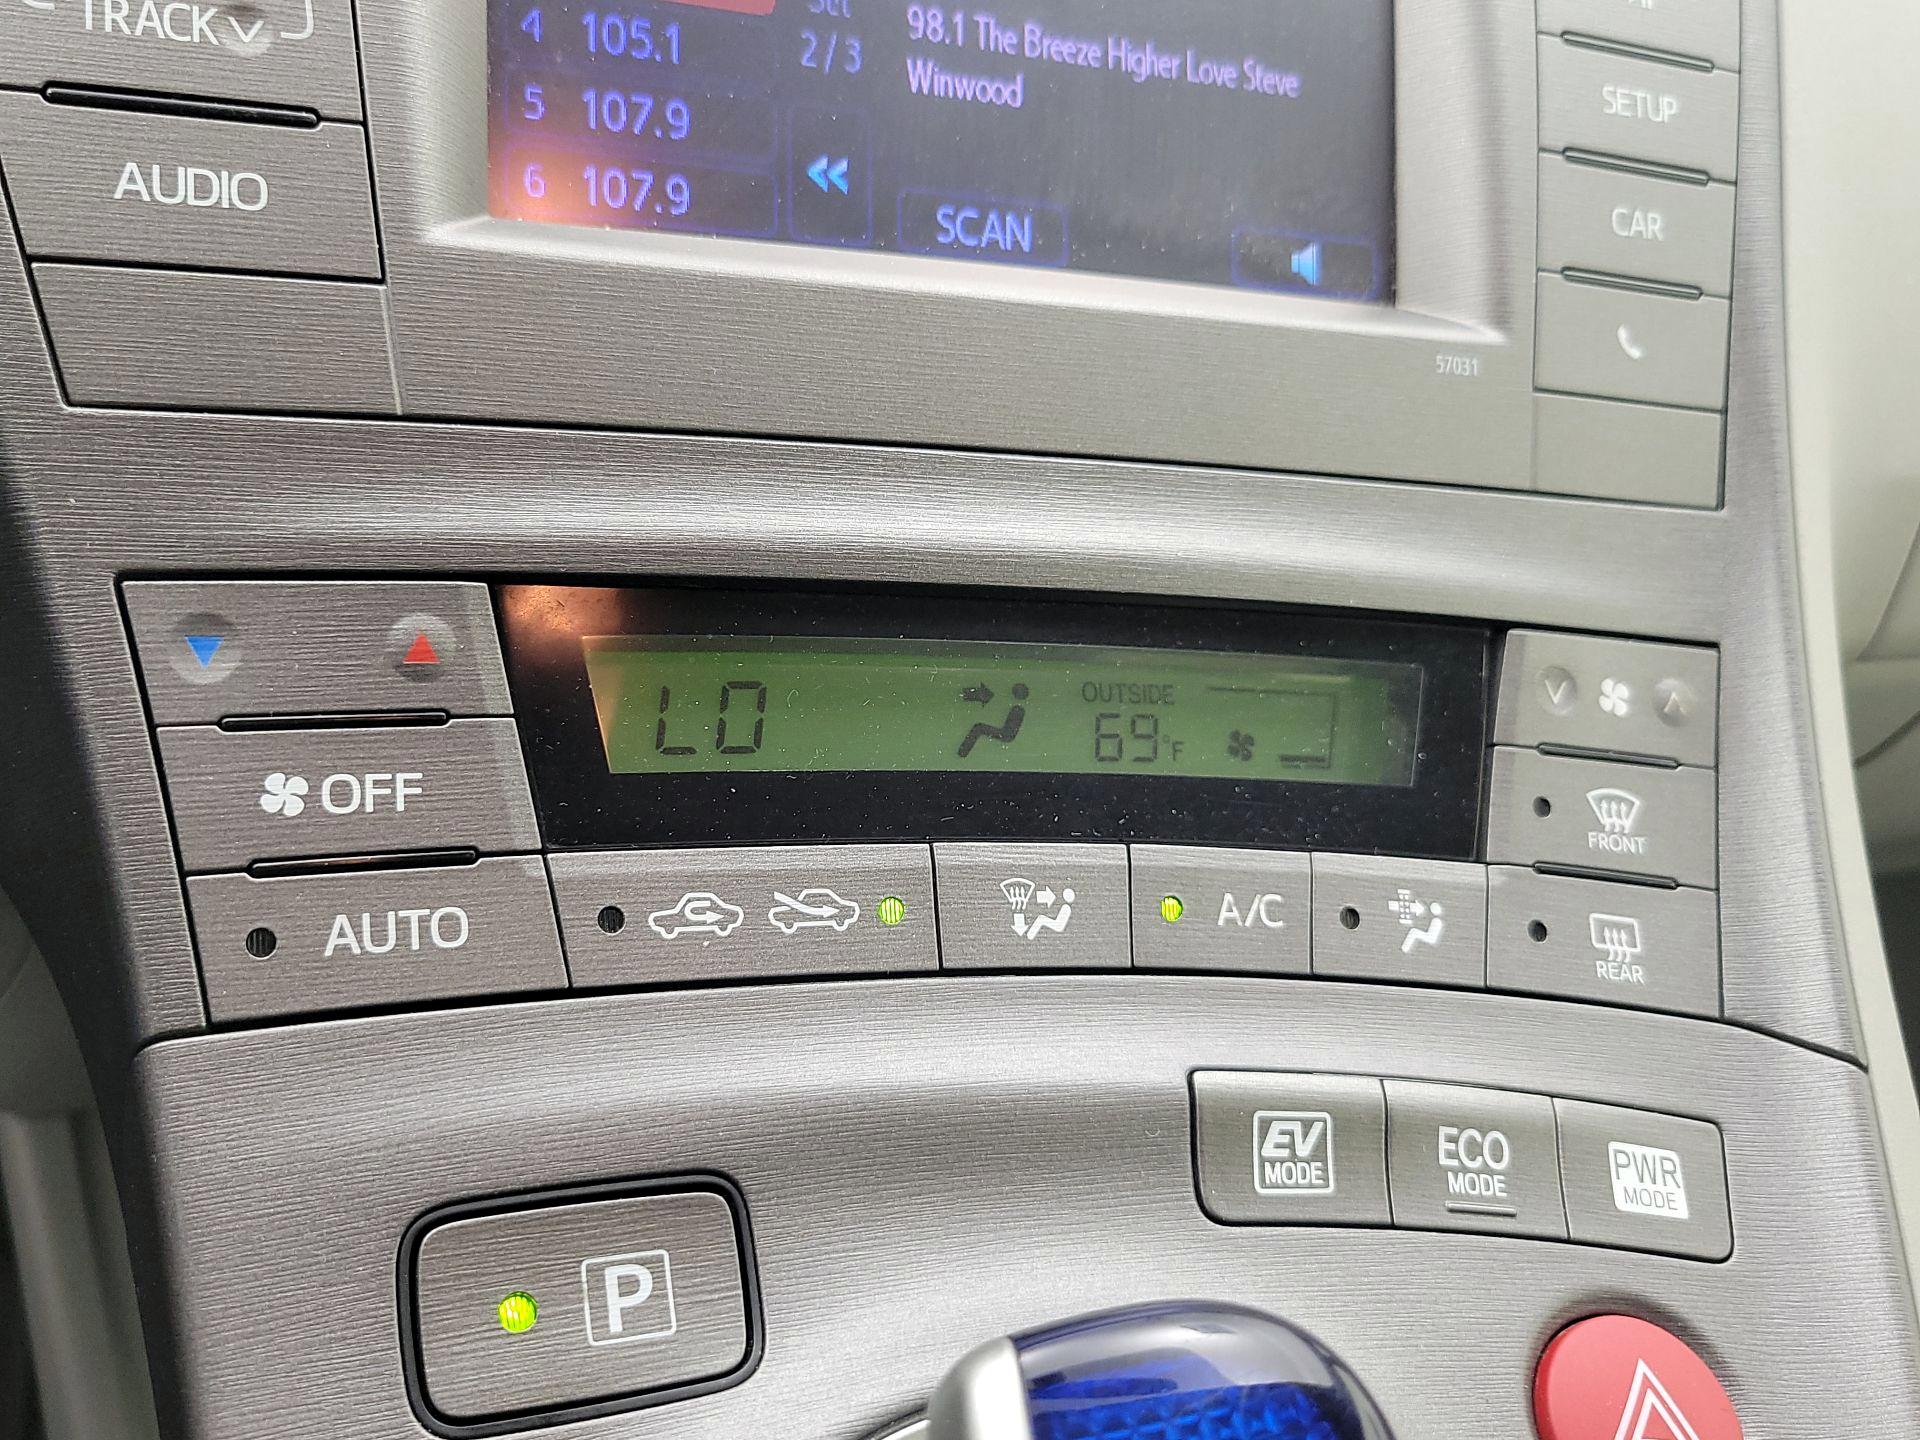 TRACK
AUDIO
4 105.1
5 107.9
6 107.9
2/3
98.1 The Breeze Higher Love Steve
Winwood
SCAN
SETUP
CAR
57031
OFF
AUTO
LO
OUTSIDE
69°F
A/C
FRONT
REAR
EV
MODE
ECO
MODE
PWR
MODE
P